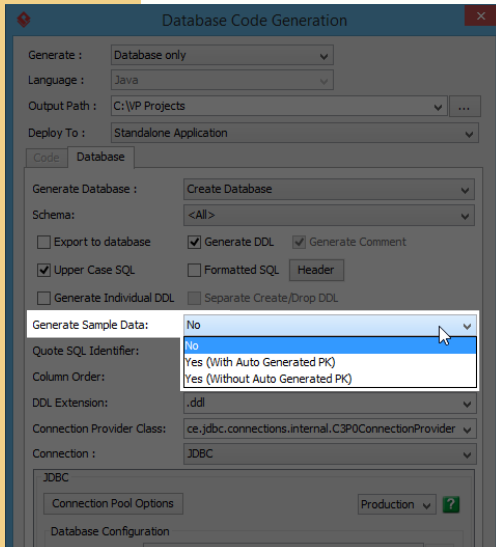 Database Code Generation
Generate : Database only
Language : Java
Output Path : C:\VP Projects ...
Deploy To : Standalone Application
Code Database
Generate Database : Create Database
Schema: <All>
Export to database Generate DDL Generate Comment
Upper Case SQL Formatted SQL Header
Generate Individual DDL Separate Create/Drop DDL
Generate Sample Data: No
No
Quote SQL Identifier: Yes (With Auto Generated PK)
Column Order: Yes (Without Auto Generated PK)
DDL Extension: .ddl
Connection Provider Class: ce.jdbc.connections.internal.C3P0ConnectionProvider
Connection : JDBC
JDBC
Connection Pool Options Production ?
Database Configuration